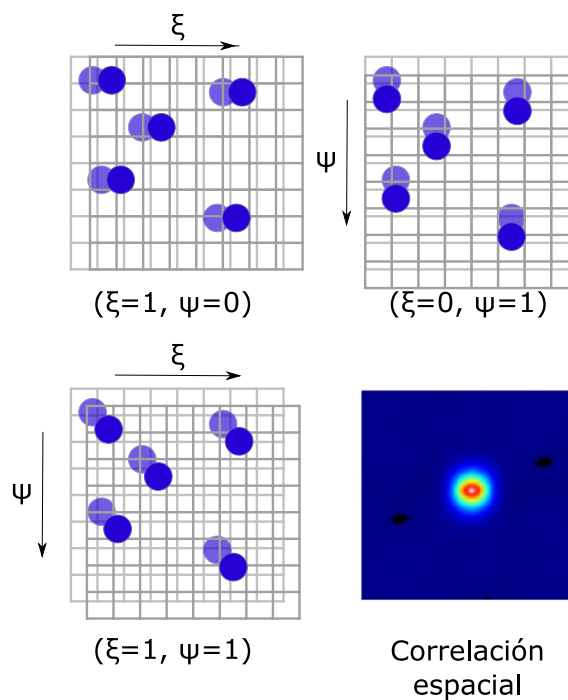 ξ
ψ
(ξ=1, ψ=0)
(ξ=0, ψ=1)
ξ
ψ
(ξ=1, ψ=1)
Correlación
espacial